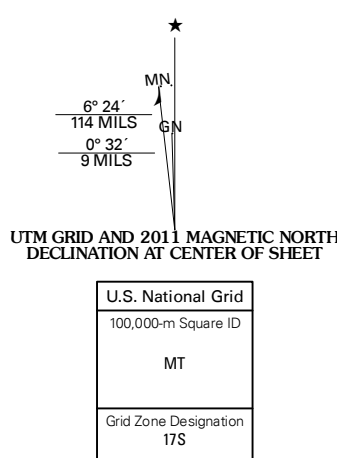 ★
MN
6° 24´
114 MILS
GN
0° 32´
9 MILS
UTM GRID AND 2011 MAGNETIC NORTH
DECLINATION AT CENTER OF SHEET
U.S. National Grid
100,000-m Square ID
MT
Grid Zone Designation
17S